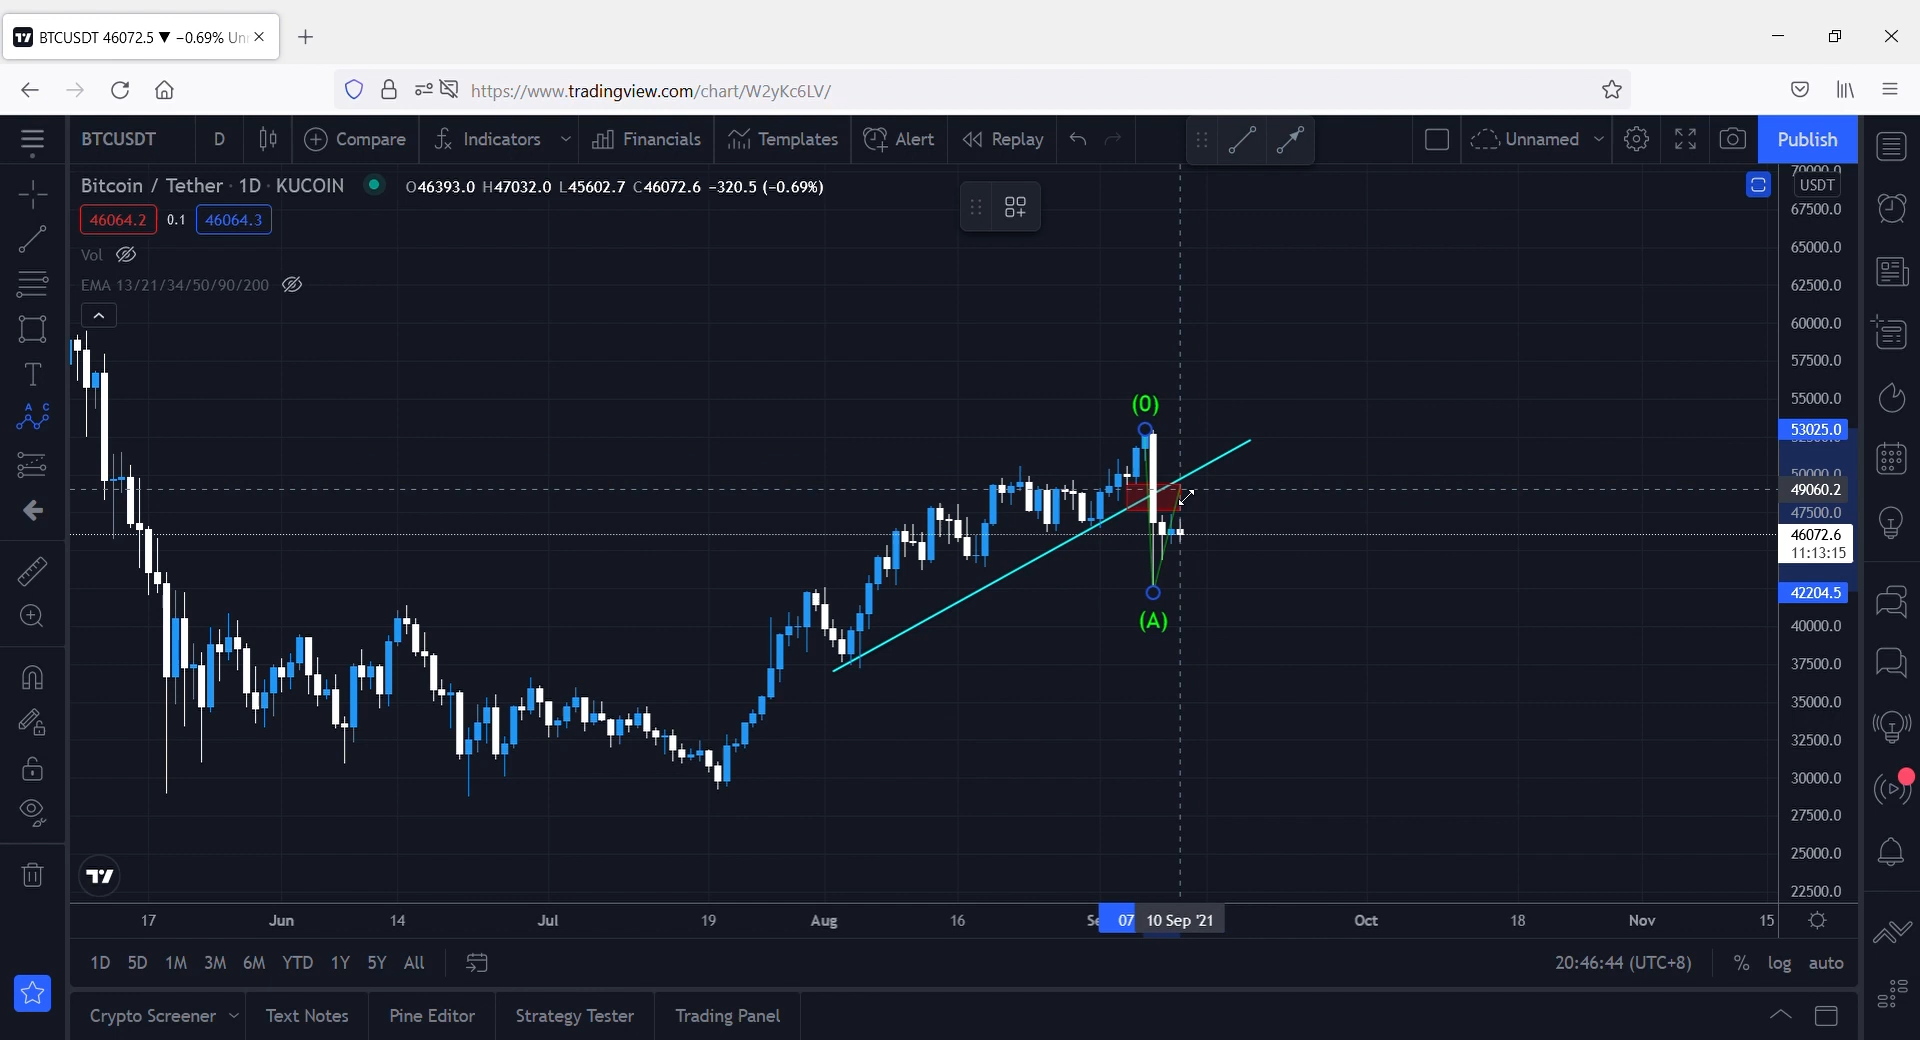 BTCUSDT 46072.5 ▼ −0.69% Un
https://www.tradingview.com/chart/W2yKc6LV/
BTCUSDT D Compare Indicators Financials Templates Alert Replay Unnamed Publish
Bitcoin / Tether · 1D · KUCOIN O46393.0 H47032.0 L45602.7 C46072.6 −320.5 (−0.69%)
46064.2 0.1 46064.3
Vol
EMA 13/21/34/50/90/200
70000.0
USDT
67500.0
65000.0
62500.0
60000.0
57500.0
55000.0
53025.0
50000.0
49060.2
47500.0
46072.6
11:13:15
42204.5
40000.0
37500.0
35000.0
32500.0
30000.0
27500.0
25000.0
22500.0
(0)
(A)
17 Jun 14 Jul 19 Aug 16 Se 07 10 Sep '21 Oct 18 Nov 15
1D 5D 1M 3M 6M YTD 1Y 5Y All 20:46:44 (UTC+8) % log auto
Crypto Screener Text Notes Pine Editor Strategy Tester Trading Panel